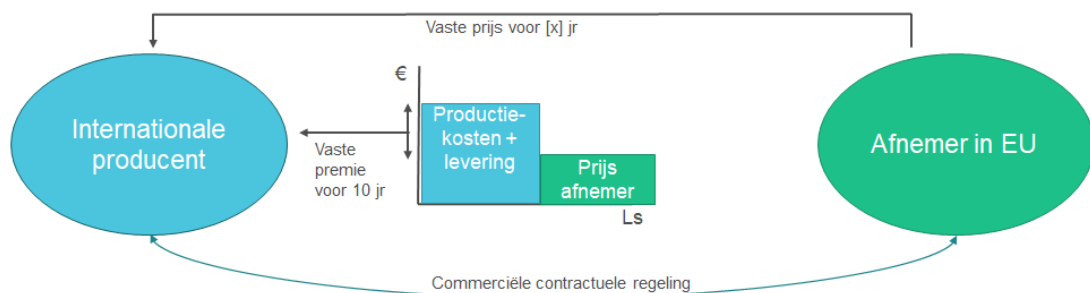 Vaste prijs voor [x] jr
€
Internationale
producent
Productie-
kosten +
levering
Afnemer in EU
Vaste
premie
voor 10 jr
Prijs
afnemer
Ls
Commerciële contractuele regeling